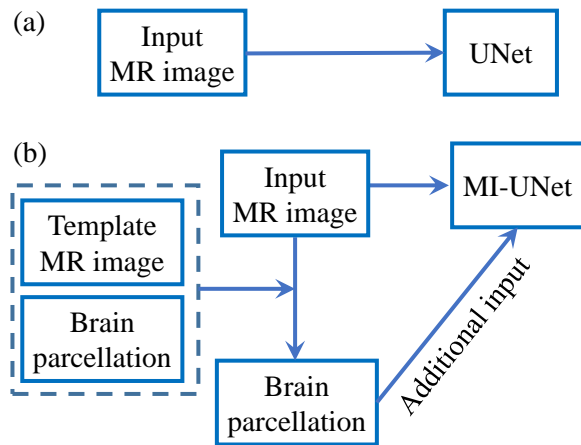 (a)
Input
MR image
UNet
(b)
Input
MR image
MI-UNet
Template
MR image
Brain
parcellation
Additional input
Brain
parcellation